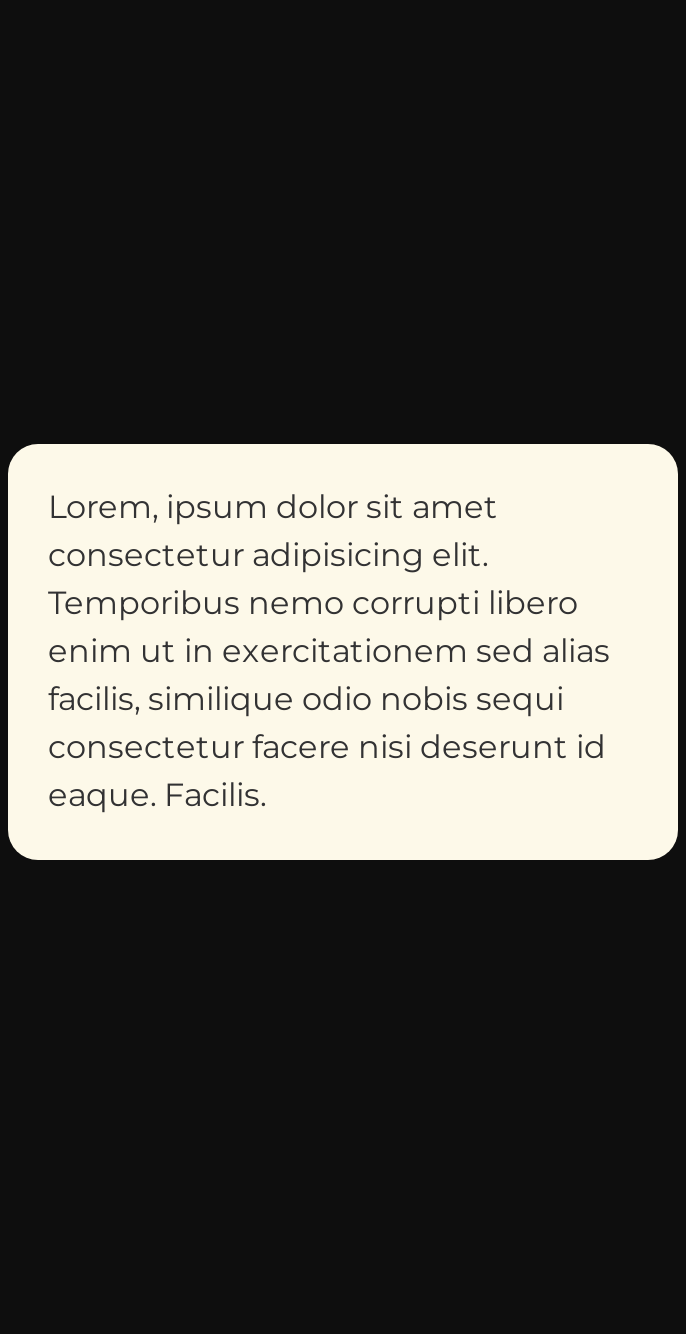 Lorem, ipsum dolor sit amet
consectetur adipisicing elit.
Temporibus nemo corrupti libero
enim ut in exercitationem sed alias
facilis, similique odio nobis sequi
consectetur facere nisi deserunt id
eaque. Facilis.